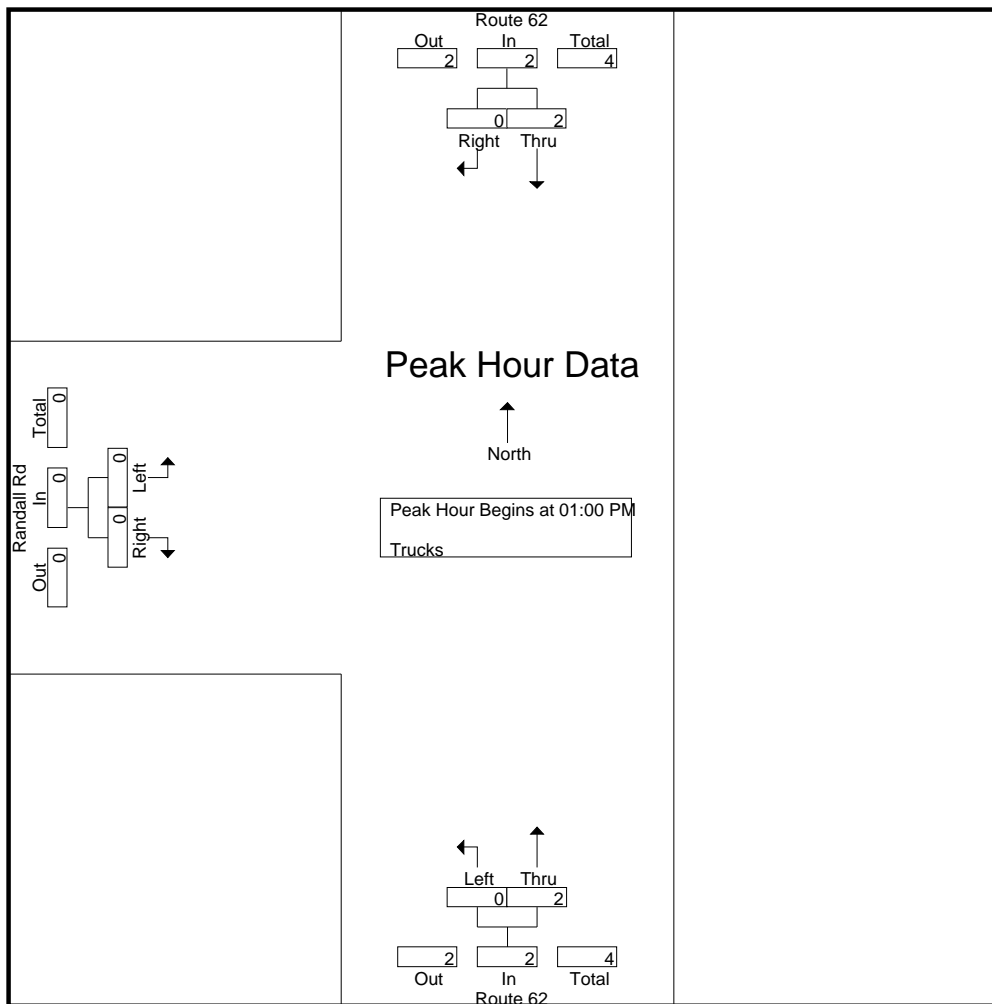 Route 62
Out In Total
2 2 4
0 2
Right Thru
Peak Hour Data
North
Peak Hour Begins at 01:00 PM
Trucks
Randall Rd
Out In Total
0 0 0
Right Left
0 0
Left Thru
0 2
2 2 4
Out In Total
Route 62